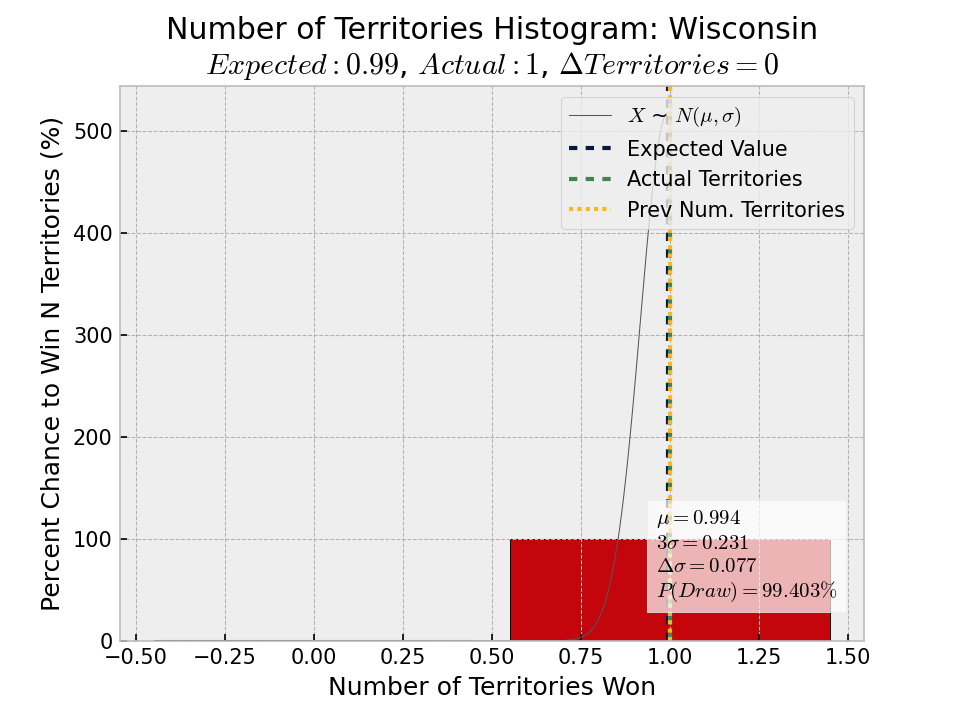 Number of Territories Histogram: Wisconsin
Expected : 0.99, Actual : 1, ΔTerritories = 0
Percent Chance to Win N Territories (%)
500
400
300
200
100
0
X ~ N(μ, σ)
Expected Value
Actual Territories
Prev Num. Territories
μ = 0.994
3σ = 0.231
Δσ = 0.077
P(Draw) = 99.403%
−0.50 −0.25 0.00 0.25 0.50 0.75 1.00 1.25 1.50
Number of Territories Won